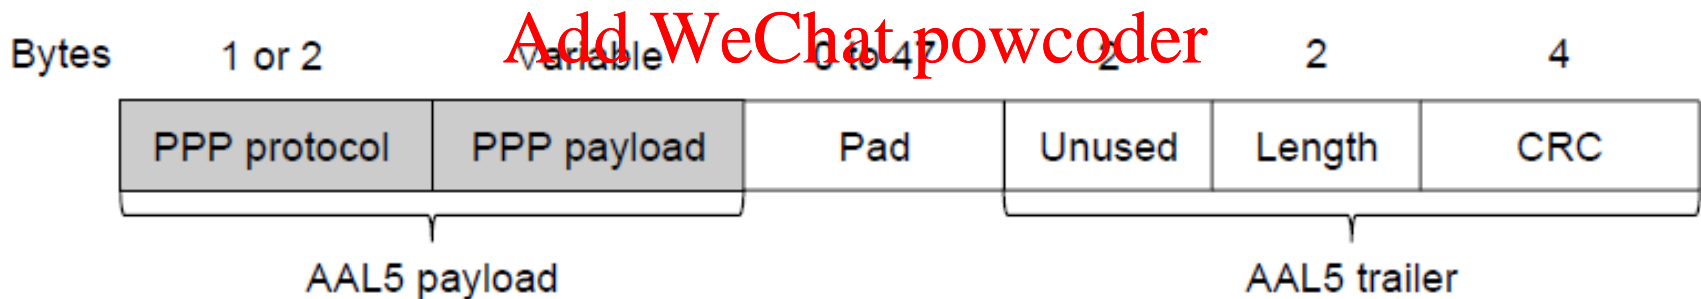 Add WeChat powcoder
Bytes 1 or 2 Variable 0 to 47 2 2 4
PPP protocol PPP payload Pad Unused Length CRC
AAL5 payload AAL5 trailer